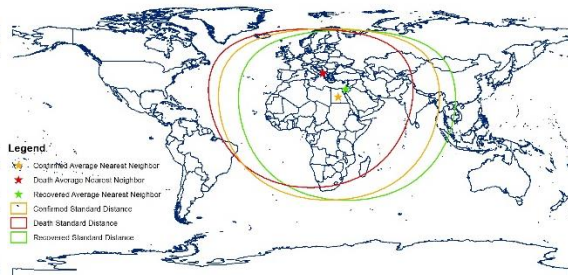 Legend
Confirmed Average Nearest Neighbor
Death Average Nearest Neighbor
Recovered Average Nearest Neighbor
Confirmed Standard Distance
Death Standard Distance
Recovered Standard Distance